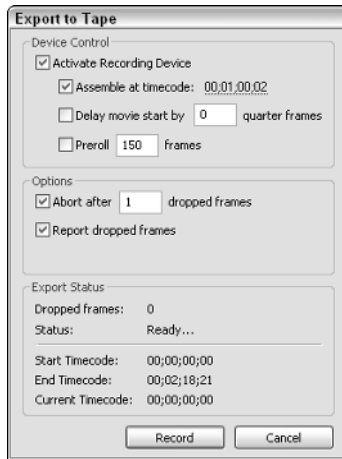 Export to Tape
Device Control
Activate Recording Device
Assemble at timecode: 00;01;00;02
Delay movie start by 0 quarter frames
Preroll 150 frames
Options
Abort after 1 dropped frames
Report dropped frames
Export Status
Dropped frames: 0
Status: Ready...
Start Timecode: 00;00;00;00
End Timecode: 00;02;18;21
Current Timecode: 00;00;00;00
Record Cancel